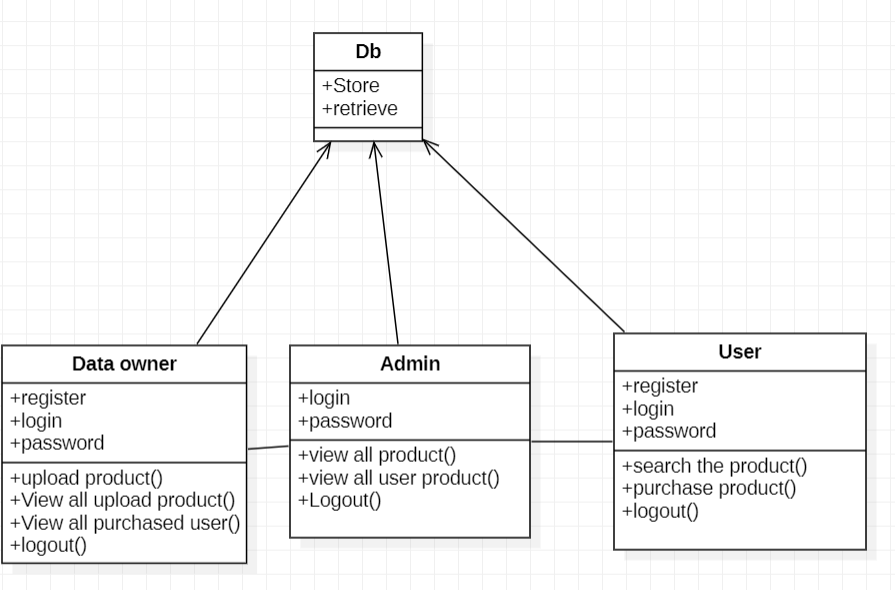 Db
+Store
+retrieve
Data owner
+register
+login
+password
+upload product()
+View all upload product()
+View all purchased user()
+logout()
Admin
+login
+password
+view all product()
+view all user product()
+Logout()
User
+register
+login
+password
+search the product()
+purchase product()
+logout()